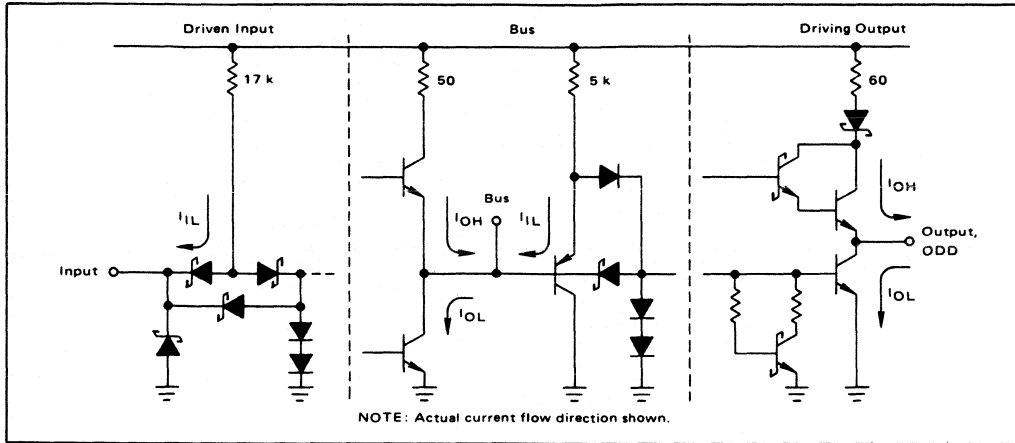 Driven Input
Bus
Driving Output
17 k
50
5 k
60
IIL
IOH
Bus
IIL
IOH
Input
Output,
ODD
IOL
IOL
NOTE: Actual current flow direction shown.